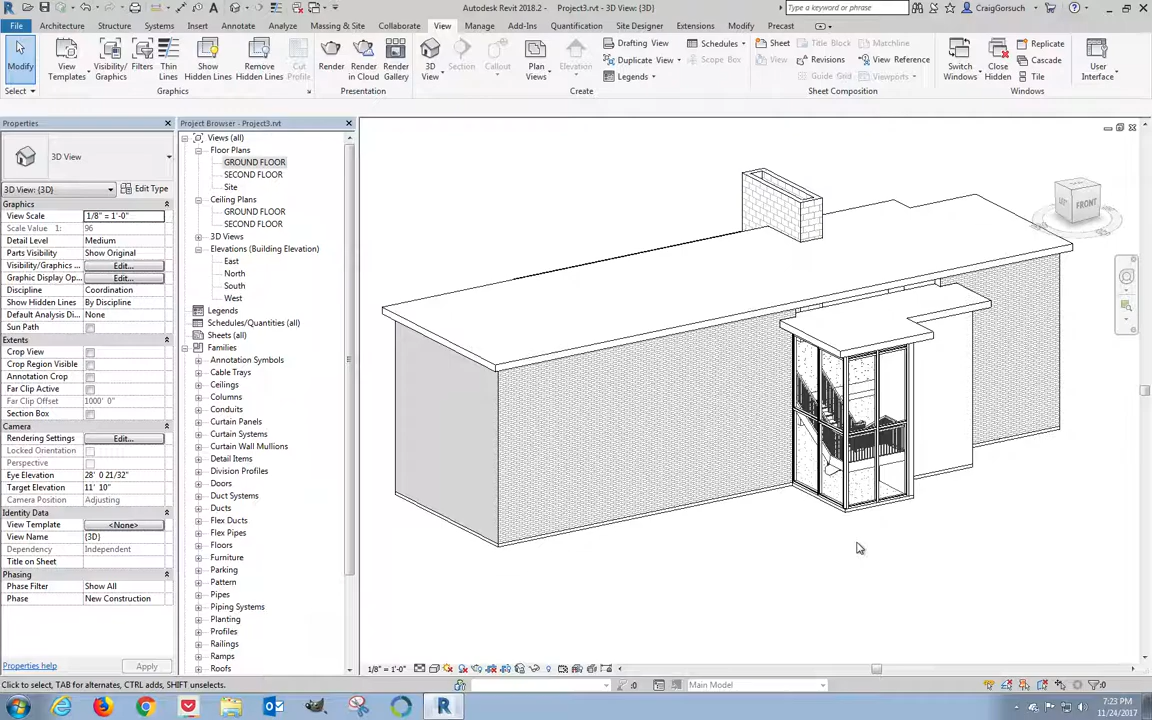 Autodesk Revit 2018.2 - Project3.rvt - 3D View: {3D}
Type a keyword or phrase
CraigGorsuch
File Architecture Structure Systems Insert Annotate Analyze Massing & Site Collaborate View Manage Add-Ins Quantification Site Designer Extensions Modify Precast
Modify
View Templates
Visibility/ Graphics
Filters
Thin Lines
Show Hidden Lines
Remove Hidden Lines
Cut Profile
Render
Render in Cloud
Render Gallery
3D View
Section
Callout
Plan Views
Elevation
Drafting View
Duplicate View
Legends
Schedules
Scope Box
Sheet
View
Title Block
Revisions
Guide Grid
Matchline
View Reference
Viewports
Switch Windows
Close Hidden
Replicate
Cascade
Tile
User Interface
Select Graphics Presentation Create Sheet Composition Windows
Properties
3D View
3D View: {3D} Edit Type
Graphics
View Scale 1/8" = 1'-0"
Scale Value 1: 96
Detail Level Medium
Parts Visibility Show Original
Visibility/Graphics ... Edit...
Graphic Display Op... Edit...
Discipline Coordination
Show Hidden Lines By Discipline
Default Analysis Di... None
Sun Path
Extents
Crop View
Crop Region Visible
Annotation Crop
Far Clip Active
Far Clip Offset 1000' 0"
Section Box
Camera
Rendering Settings Edit...
Locked Orientation
Perspective
Eye Elevation 28' 0 21/32"
Target Elevation 11' 10"
Camera Position Adjusting
Identity Data
View Template <None>
View Name {3D}
Dependency Independent
Title on Sheet
Phasing
Phase Filter Show All
Phase New Construction
Properties help Apply
Project Browser - Project3.rvt
Views (all)
Floor Plans
GROUND FLOOR
SECOND FLOOR
Site
Ceiling Plans
GROUND FLOOR
SECOND FLOOR
3D Views
Elevations (Building Elevation)
East
North
South
West
Legends
Schedules/Quantities (all)
Sheets (all)
Families
Annotation Symbols
Cable Trays
Ceilings
Columns
Conduits
Curtain Panels
Curtain Systems
Curtain Wall Mullions
Detail Items
Division Profiles
Doors
Duct Systems
Ducts
Flex Ducts
Flex Pipes
Floors
Furniture
Parking
Pattern
Pipes
Piping Systems
Planting
Profiles
Railings
Ramps
Roofs
FRONT
1/8" = 1'-0"
Click to select, TAB for alternates, CTRL adds, SHIFT unselects.
:0
Main Model
:0
7:23 PM
11/24/2017